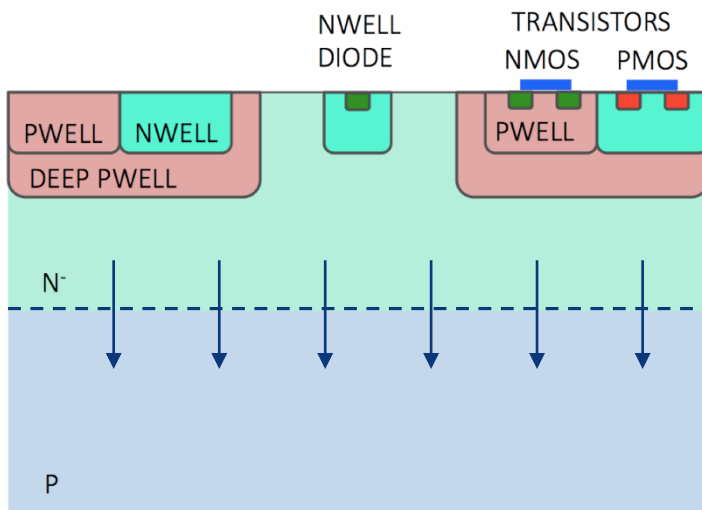 NWELL
DIODE
TRANSISTORS
NMOS PMOS
PWELL NWELL
PWELL
DEEP PWELL
N⁻
P